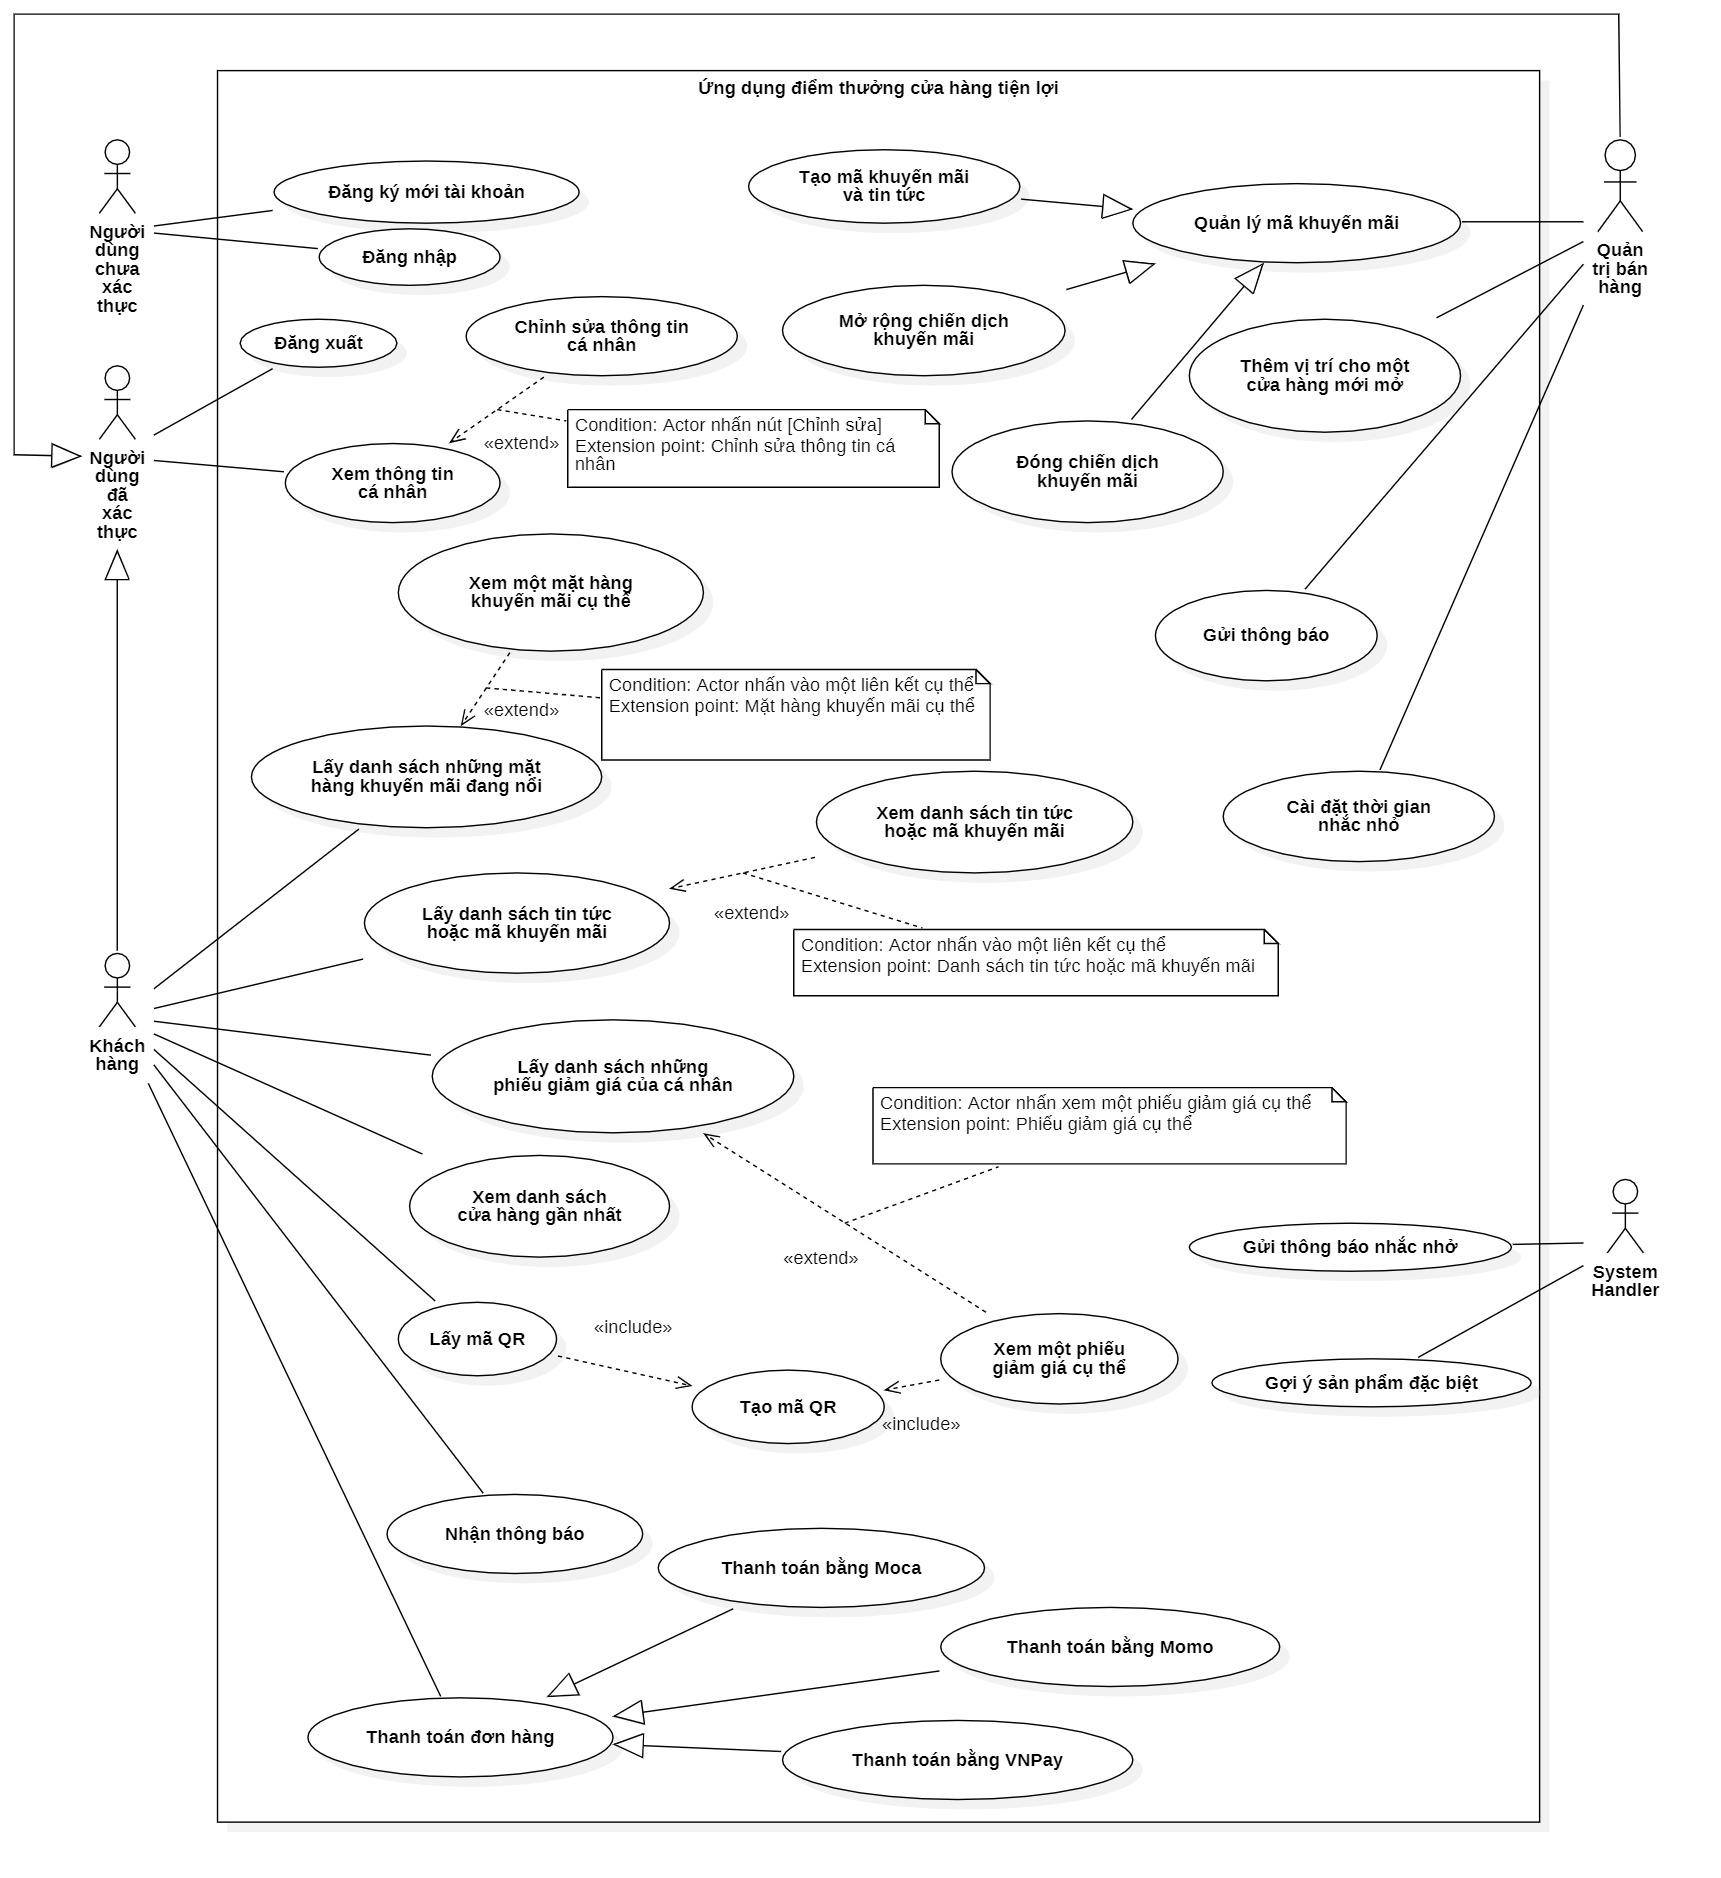 Ứng dụng điểm thưởng cửa hàng tiện lợi
Người
dùng
chưa
xác
thực
Đăng ký mới tài khoản
Đăng nhập
Tạo mã khuyến mãi
và tin tức
Quản lý mã khuyến mãi
Quản
trị bán
hàng
Đăng xuất
Chỉnh sửa thông tin
cá nhân
Mở rộng chiến dịch
khuyến mãi
Thêm vị trí cho một
cửa hàng mới mở
Người
dùng
đã
xác
thực
Xem thông tin
cá nhân
«extend»
Condition: Actor nhấn nút [Chỉnh sửa]
Extension point: Chỉnh sửa thông tin cá
nhân
Đóng chiến dịch
khuyến mãi
Xem một mặt hàng
khuyến mãi cụ thể
Gửi thông báo
«extend»
Condition: Actor nhấn vào một liên kết cụ thể
Extension point: Mặt hàng khuyến mãi cụ thể
Lấy danh sách những mặt
hàng khuyến mãi đang nổi
Xem danh sách tin tức
hoặc mã khuyến mãi
Cài đặt thời gian
nhắc nhỏ
Lấy danh sách tin tức
hoặc mã khuyến mãi
«extend»
Condition: Actor nhấn vào một liên kết cụ thể
Extension point: Danh sách tin tức hoặc mã khuyến mãi
Khách
hàng
Lấy danh sách những
phiếu giảm giá của cá nhân
Condition: Actor nhấn xem một phiếu giảm giá cụ thể
Extension point: Phiếu giảm giá cụ thể
Xem danh sách
cửa hàng gần nhất
«extend»
Gửi thông báo nhắc nhở
System
Handler
Lấy mã QR
«include»
Xem một phiếu
giảm giá cụ thể
Gợi ý sản phẩm đặc biệt
Tạo mã QR
«include»
Nhận thông báo
Thanh toán bằng Moca
Thanh toán bằng Momo
Thanh toán đơn hàng
Thanh toán bằng VNPay